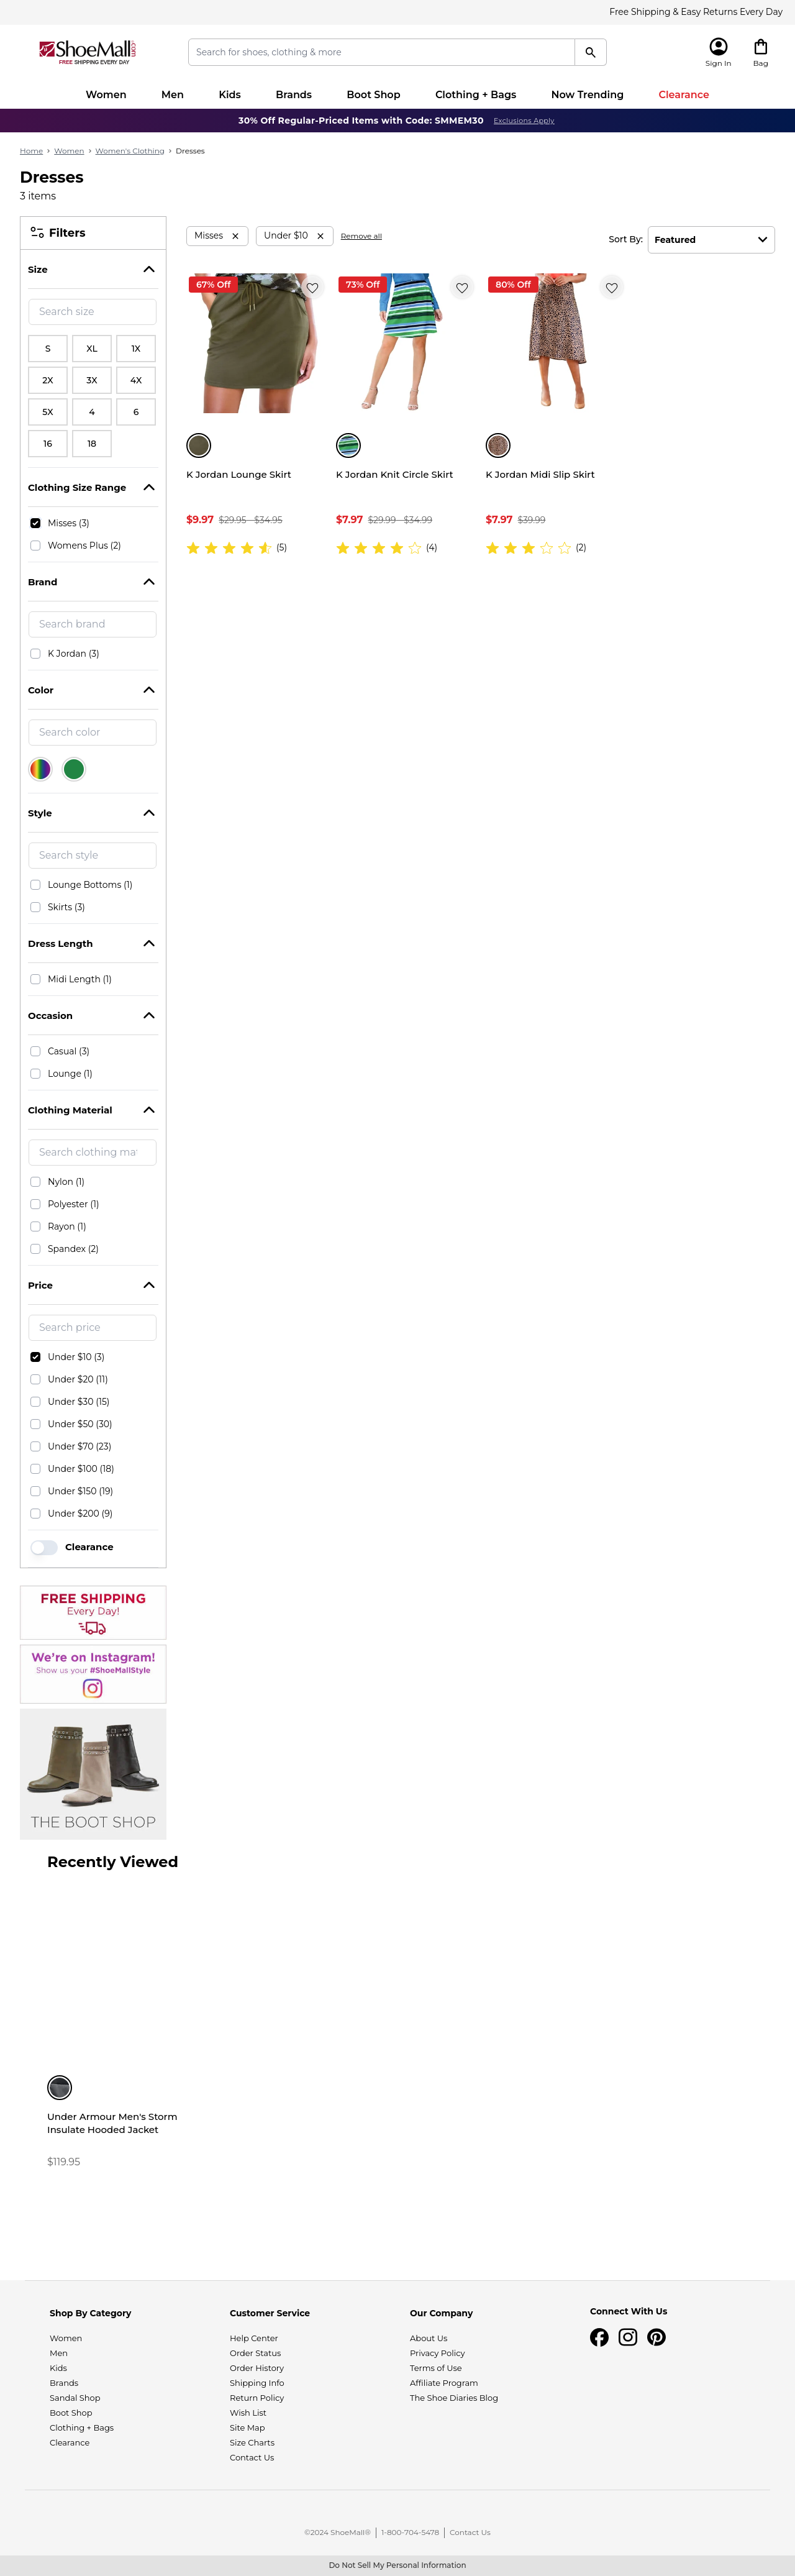 Free Shipping & Easy Returns Every Day
ShoeMall.com
FREE SHIPPING EVERY DAY
Search for shoes, clothing & more
Sign In
Bag
Women Men Kids Brands Boot Shop Clothing + Bags Now Trending Clearance
30% Off Regular-Priced Items with Code: SMMEM30 Exclusions Apply
Home > Women > Women's Clothing > Dresses
Dresses
3 items
Filters
Size
Search size
S XL 1X
2X 3X 4X
5X 4 6
16 18
Clothing Size Range
Misses (3)
Womens Plus (2)
Brand
Search brand
K Jordan (3)
Color
Search color
Style
Search style
Lounge Bottoms (1)
Skirts (3)
Dress Length
Midi Length (1)
Occasion
Casual (3)
Lounge (1)
Clothing Material
Search clothing mat
Nylon (1)
Polyester (1)
Rayon (1)
Spandex (2)
Price
Search price
Under $10 (3)
Under $20 (11)
Under $30 (15)
Under $50 (30)
Under $70 (23)
Under $100 (18)
Under $150 (19)
Under $200 (9)
Clearance
Misses Under $10 Remove all
Sort By: Featured
67% Off
K Jordan Lounge Skirt
$9.97 $29.95 - $34.95
(5)
73% Off
K Jordan Knit Circle Skirt
$7.97 $29.99 - $34.99
(4)
80% Off
K Jordan Midi Slip Skirt
$7.97 $39.99
(2)
FREE SHIPPING
Every Day!
We're on Instagram!
Show us your #ShoeMallStyle
THE BOOT SHOP
Recently Viewed
Under Armour Men's Storm
Insulate Hooded Jacket
$119.95
Shop By Category
Women
Men
Kids
Brands
Sandal Shop
Boot Shop
Clothing + Bags
Clearance
Customer Service
Help Center
Order Status
Order History
Shipping Info
Return Policy
Wish List
Site Map
Size Charts
Contact Us
Our Company
About Us
Privacy Policy
Terms of Use
Affiliate Program
The Shoe Diaries Blog
Connect With Us
©2024 ShoeMall® | 1-800-704-5478 | Contact Us
Do Not Sell My Personal Information